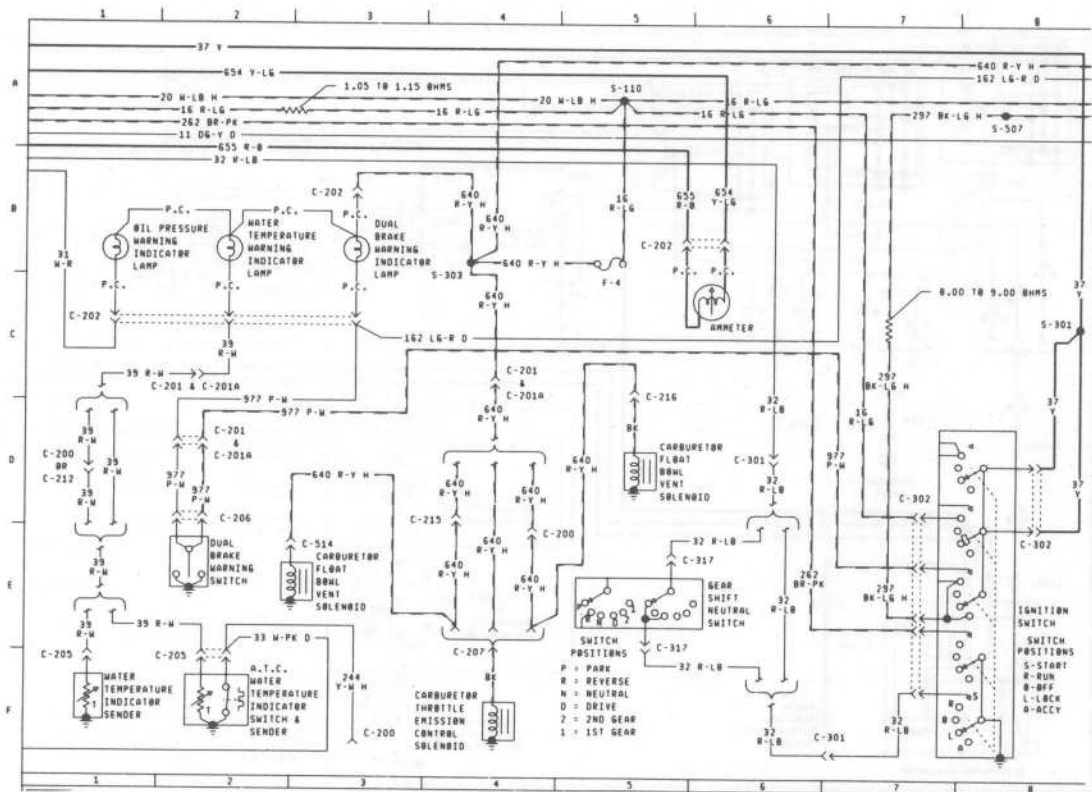 1 2 3 4 5 6 7 8
A
B
C
D
E
F
37 Y
640 R-Y H
654 Y-LG
162 LG-R D
1.05 TO 1.15 OHMS
20 W-LB H
20 W-LB H
S-110
16 R-LG
16 R-LG
16 R-LG
16 R-LG
262 BR-PK
297 BK-LG H
S-507
11 DG-Y D
655 R-O
32 R-LB
C-202
640
R-Y H
640
R-Y H
16
R-LG
655
R-O
654
Y-LG
P.C.
P.C.
P.C.
OIL PRESSURE
WARNING
INDICATOR
LAMP
WATER
TEMPERATURE
WARNING
INDICATOR
LAMP
DUAL
BRAKE
WARNING
INDICATOR
LAMP
31
W-R
C-202
640 R-Y H
S-303
F-4
P.C.
P.C.
P.C.
P.C.
P.C.
640
R-Y H
8.00 TO 9.00 OHMS
37
Y
S-301
C-202
AMMETER
162 LG-R D
39
R-W
39 R-W
C-201 & C-201A
C-201
&
C-201A
297
BK-LG H
977 P-W
977 P-W
C-216
32
R-LB
16
R-LG
37
Y
640
R-Y H
BK
39
R-W
39
R-W
C-200
OR
C-212
39
R-W
C-201
&
C-201A
CARBURETOR
FLOAT
BOWL
VENT
SOLENOID
C-301
977
P-W
640 R-Y H
640
R-Y H
977
P-W
977
P-W
640
R-Y H
640
R-Y H
32
R-LB
37
Y
C-302
C-206
C-215
C-200
C-514
DUAL
BRAKE
WARNING
SWITCH
CARBURETOR
FLOAT
BOWL
VENT
SOLENOID
32 R-LB
C-317
C-302
39
R-W
640
R-Y H
640
R-Y H
640
R-Y H
262
BR-PK
297
BK-LG H
GEAR
SHIFT
NEUTRAL
SWITCH
P R N D 2 1
32
R-LB
IGNITION
SWITCH
39
R-W
39 R-W
33 W-PK D
SWITCH
POSITIONS
P = PARK
R = REVERSE
N = NEUTRAL
D = DRIVE
2 = 2ND GEAR
1 = 1ST GEAR
C-317
32 R-LB
SWITCH
POSITIONS
S-START
R-RUN
O-OFF
L-LOCK
A-ACCY
C-205
C-205
C-207
WATER
TEMPERATURE
INDICATOR
SENDER
A.T.C.
WATER
TEMPERATURE
INDICATOR
SWITCH &
SENDER
244
Y-W H
C-200
BK
CARBURETOR
THROTTLE
EMISSION
CONTROL
SOLENOID
T
T
S
R
O
L
A
32
R-LB
C-301
32
R-LB
1 2 3 4 5 6 7 8